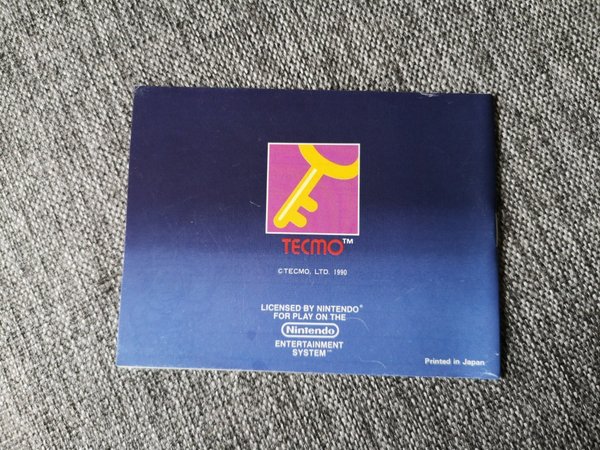 TECMO™
©TECMO, LTD. 1990
LICENSED BY NINTENDO®
FOR PLAY ON THE
Nintendo®
ENTERTAINMENT
SYSTEM™
Printed in Japan